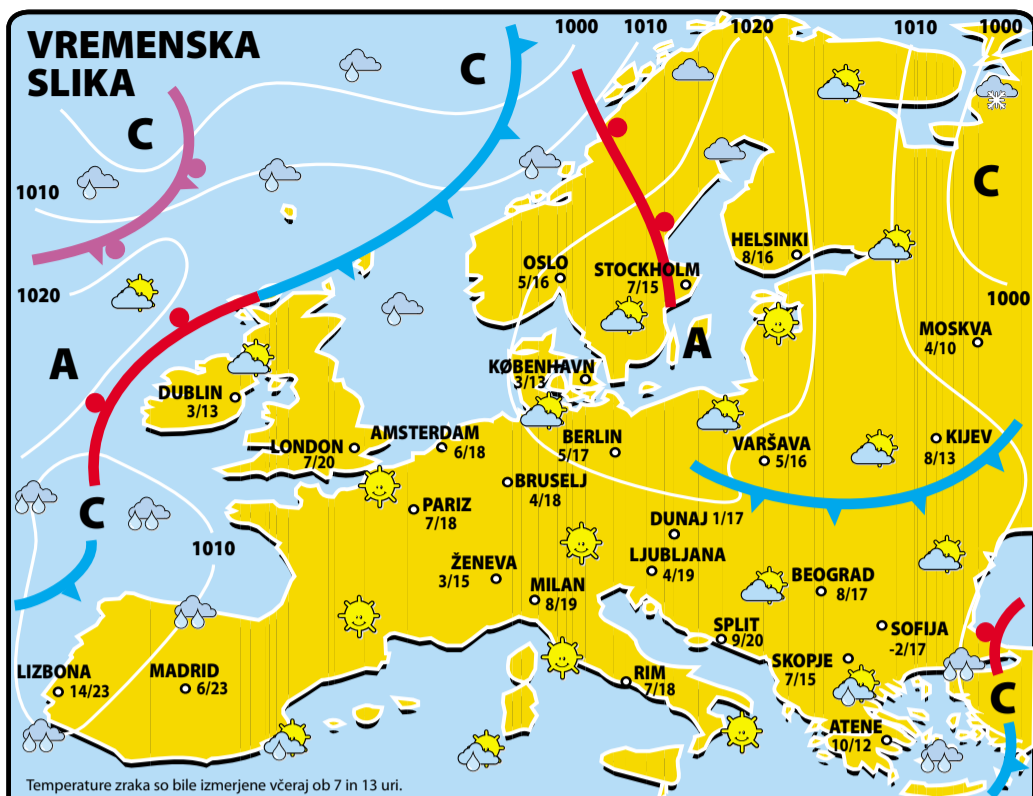 VREMENSKA
SLIKA
1000
1010
1020
1010
1000
C
C
C
1010
1020
1000
A
A
C
C
1010
OSLO
5/16
STOCKHOLM
7/15
HELSINKI
8/16
MOSKVA
4/10
KØBENHAVN
3/13
DUBLIN
3/13
LONDON
7/20
AMSTERDAM
6/18
BERLIN
5/17
VARŠAVA
5/16
KIJEV
8/13
BRUSELJ
4/18
PARIZ
7/18
DUNAJ 1/17
LJUBLJANA
4/19
ŽENEVA
3/15
MILAN
8/19
BEOGRAD
8/17
SPLIT
9/20
SOFIJA
-2/17
SKOPJE
7/15
LIZBONA
14/23
MADRID
6/23
RIM
7/18
ATENE
10/12
Temperature zraka so bile izmerjene včeraj ob 7 in 13 uri.